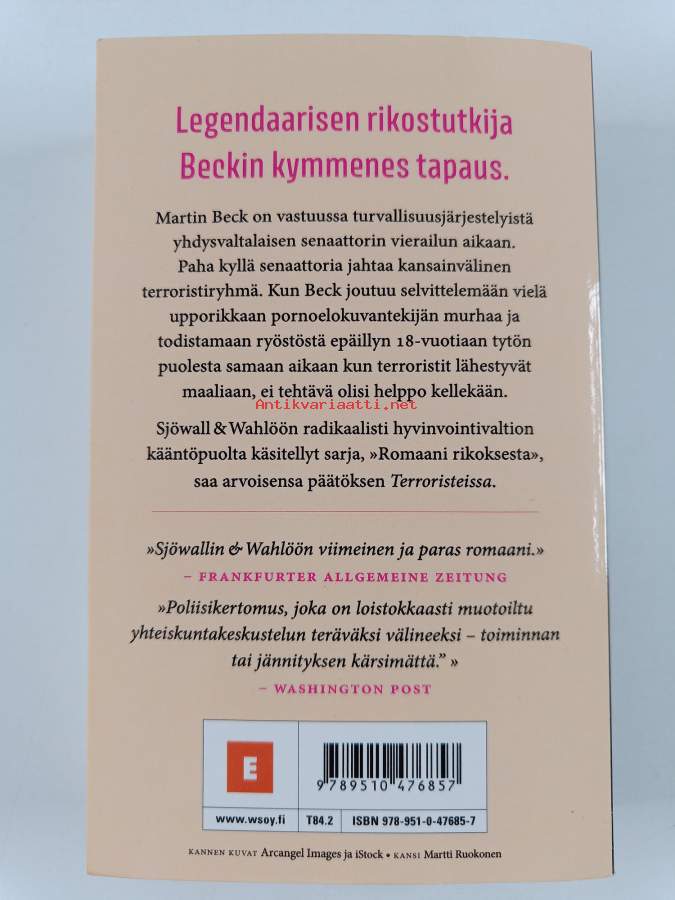 Legendaarisen rikostutkija
Beckin kymmenes tapaus.
Martin Beck on vastuussa turvallisuusjärjestelyistä
yhdysvaltalaisen senaattorin vierailun aikaan.
Paha kyllä senaattoria jahtaa kansainvälinen
terroristiryhmä. Kun Beck joutuu selvittelemään vielä
upporikkaan pornoelokuvantekijän murhaa ja
todistamaan ryöstöstä epäillyn 18-vuotiaan tytön
puolesta samaan aikaan kun terroristit lähestyvät
maaliaan, ei tehtävä olisi helppo kellekään.
Antikvariaatti.net
Sjöwall & Wahlöön radikaalisti hyvinvointivaltion
kääntöpuolta käsitellyt sarja, »Romaani rikoksesta»,
saa arvoisensa päätöksen Terroristeissa.
»Sjöwallin & Wahlöön viimeinen ja paras romaani.»
– FRANKFURTER ALLGEMEINE ZEITUNG
»Poliisikertomus, joka on loistokkaasti muotoiltu
yhteiskuntakeskustelun teräväksi välineeksi – toiminnan
tai jännityksen kärsimättä.” »
– WASHINGTON POST
E
9 789510 476857
www.wsoy.fi T84.2 ISBN 978-951-0-47685-7
KANNEN KUVAT Arcangel Images ja iStock • KANSI Martti Ruokonen